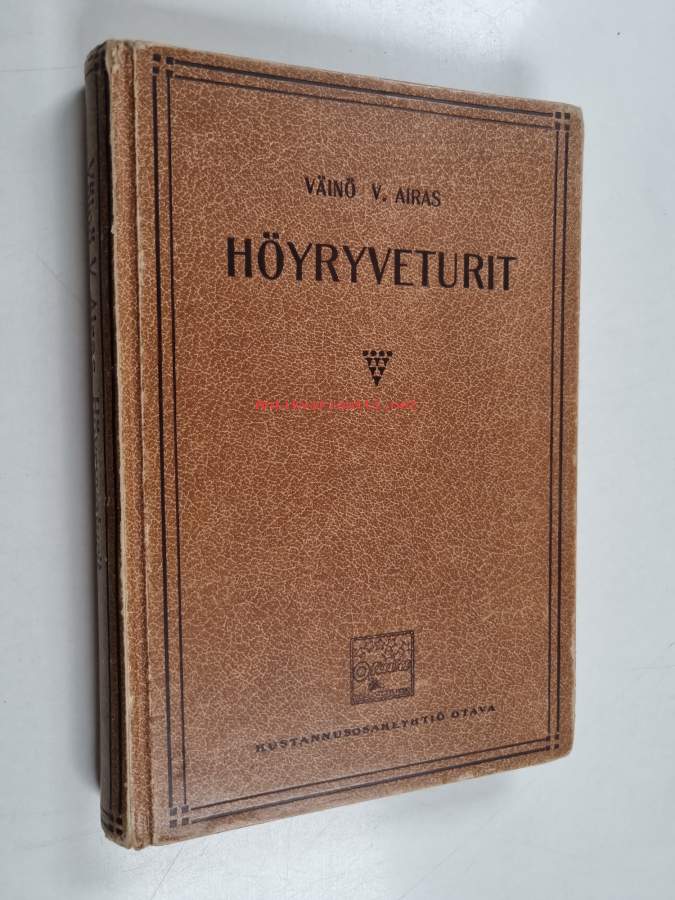 VÄINÖ V. AIRAS
HÖYRYVETURIT
KUSTANNUSOSAKEYHTIÖ OTAVA